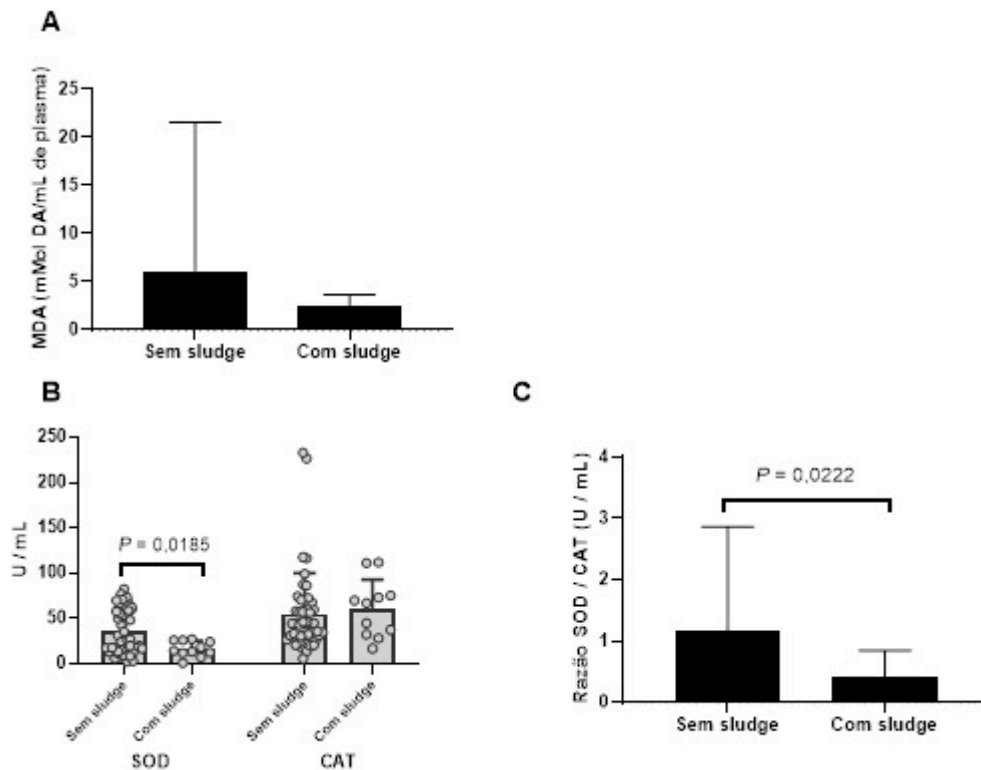 A
MDA (mMol DA/mL de plasma)
25
20
15
10
5
0
Sem sludge
Com sludge
B
U / mL
250
200
150
100
50
0
P = 0,0185
Sem sludge
Com sludge
Sem sludge
Com sludge
SOD
CAT
C
Razão SOD / CAT (U / mL)
4
3
2
1
0
P = 0,0222
Sem sludge
Com sludge